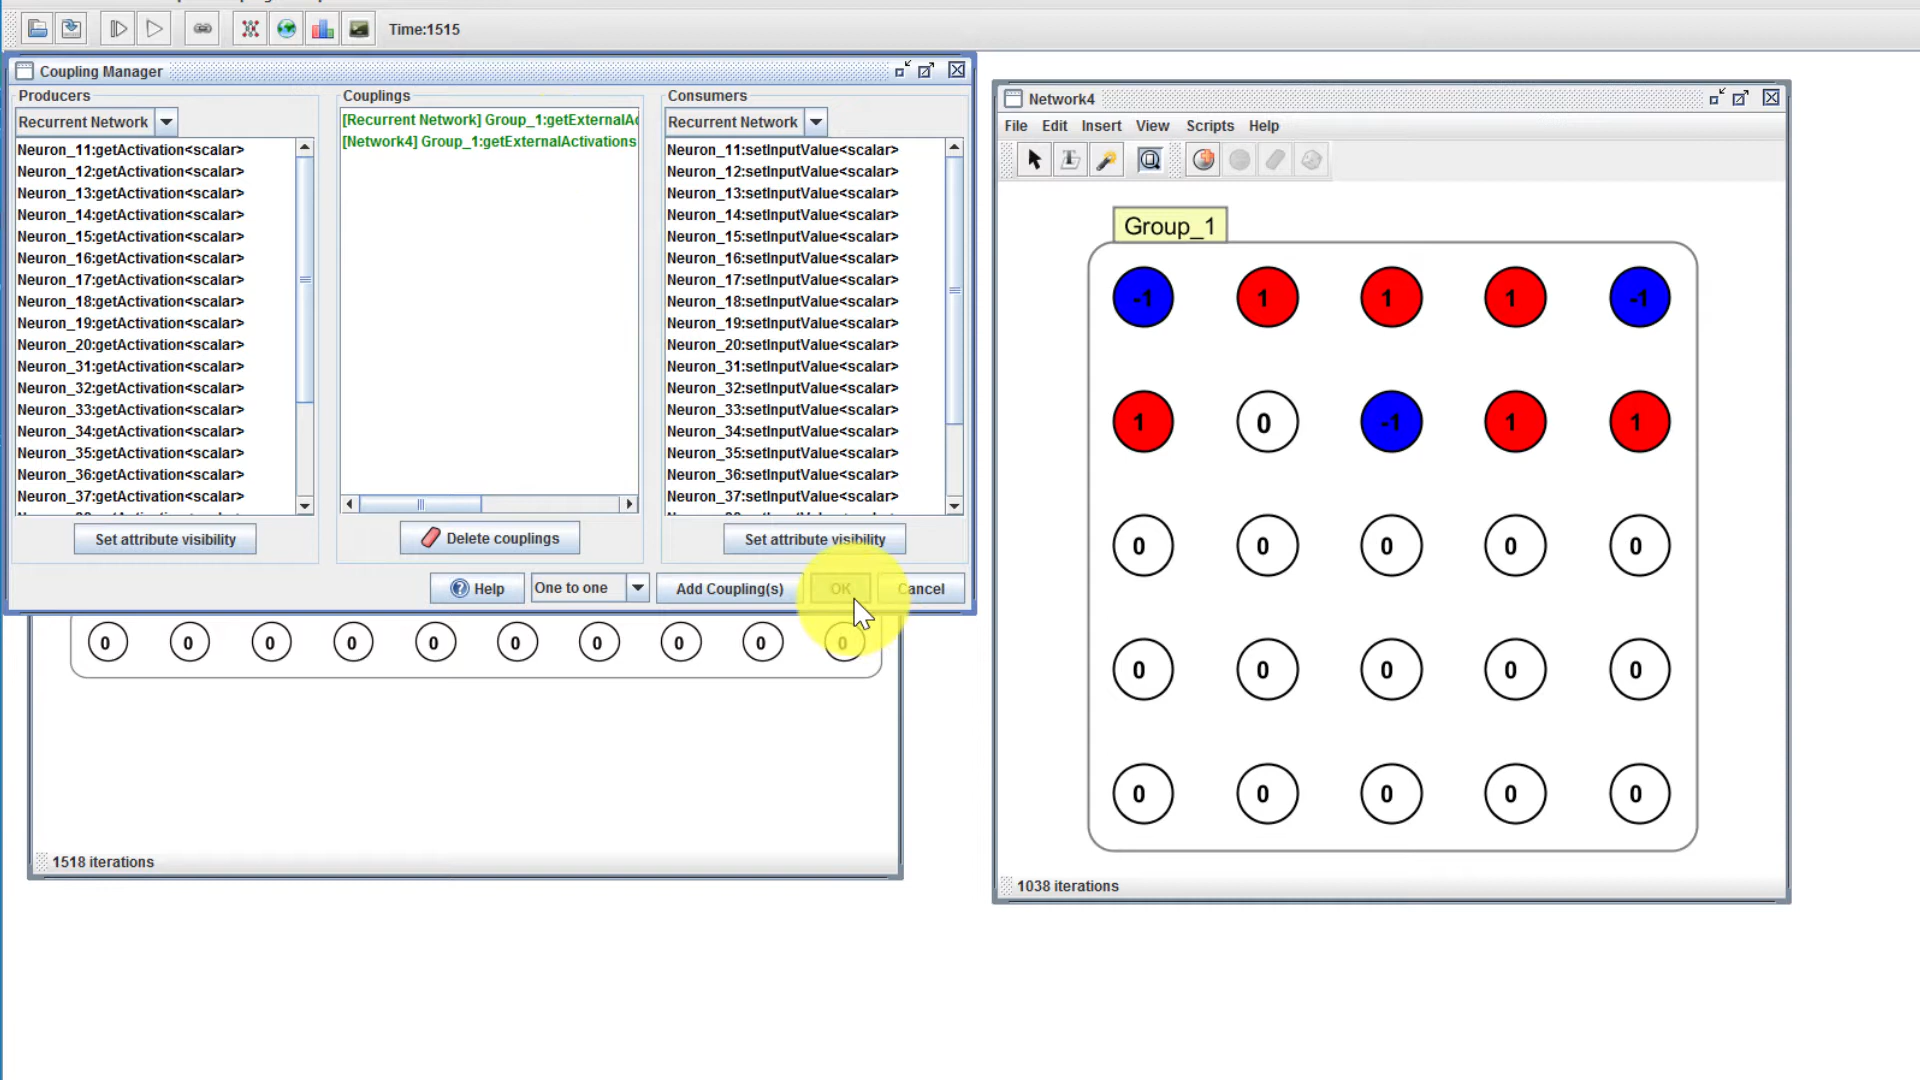 Time:1515
Coupling Manager
Producers
Couplings
Consumers
Recurrent Network
Recurrent Network
Neuron_11:getActivation<scalar>
Neuron_12:getActivation<scalar>
Neuron_13:getActivation<scalar>
Neuron_14:getActivation<scalar>
Neuron_15:getActivation<scalar>
Neuron_16:getActivation<scalar>
Neuron_17:getActivation<scalar>
Neuron_18:getActivation<scalar>
Neuron_19:getActivation<scalar>
Neuron_20:getActivation<scalar>
Neuron_31:getActivation<scalar>
Neuron_32:getActivation<scalar>
Neuron_33:getActivation<scalar>
Neuron_34:getActivation<scalar>
Neuron_35:getActivation<scalar>
Neuron_36:getActivation<scalar>
Neuron_37:getActivation<scalar>
Set attribute visibility
[Recurrent Network] Group_1:getExternalAc
[Network4] Group_1:getExternalActivations
Delete couplings
Neuron_11:setInputValue<scalar>
Neuron_12:setInputValue<scalar>
Neuron_13:setInputValue<scalar>
Neuron_14:setInputValue<scalar>
Neuron_15:setInputValue<scalar>
Neuron_16:setInputValue<scalar>
Neuron_17:setInputValue<scalar>
Neuron_18:setInputValue<scalar>
Neuron_19:setInputValue<scalar>
Neuron_20:setInputValue<scalar>
Neuron_31:setInputValue<scalar>
Neuron_32:setInputValue<scalar>
Neuron_33:setInputValue<scalar>
Neuron_34:setInputValue<scalar>
Neuron_35:setInputValue<scalar>
Neuron_36:setInputValue<scalar>
Neuron_37:setInputValue<scalar>
Set attribute visibility
Help One to one Add Coupling(s) OK Cancel
0 0 0 0 0 0 0 0 0 0
1518 iterations
Network4
File Edit Insert View Scripts Help
Group_1
-1 1 1 1 -1
1 0 -1 1 1
0 0 0 0 0
0 0 0 0 0
0 0 0 0 0
1038 iterations